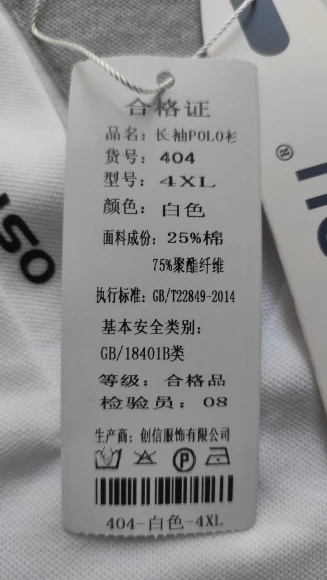 合格证
品名：长袖POLO衫
货号：404
型号：4XL
颜色：白色
面料成份：25%棉
75%聚酯纤维
执行标准：GB/T22849-2014
基本安全类别：
GB/18401B类
等级：合格品
检验员：08
生产商：创信服饰有限公司
P
404-白色-4XL
®